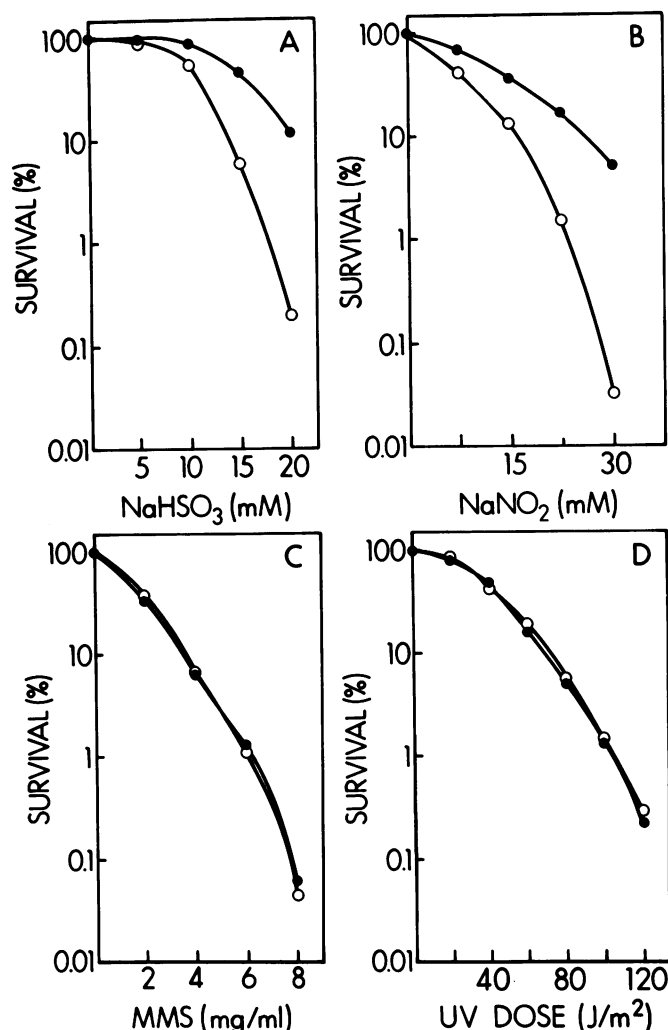 A
100
10
1
0.1
0.01
SURVIVAL (%)
5 10 15 20
NaHSO₃ (mM)
B
100
10
1
0.1
0.01
SURVIVAL (%)
15 30
NaNO₂ (mM)
C
100
10
1
0.1
0.01
SURVIVAL (%)
2 4 6 8
MMS (mg/ml)
D
100
10
1
0.1
0.01
SURVIVAL (%)
40 80 120
UV DOSE (J/m²)